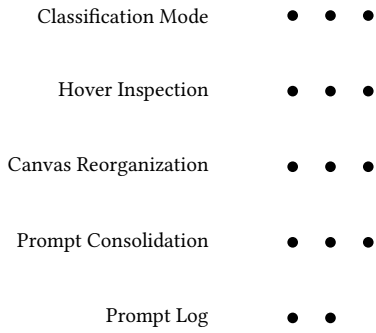 Classification Mode
Hover Inspection
Canvas Reorganization
Prompt Consolidation
Prompt Log